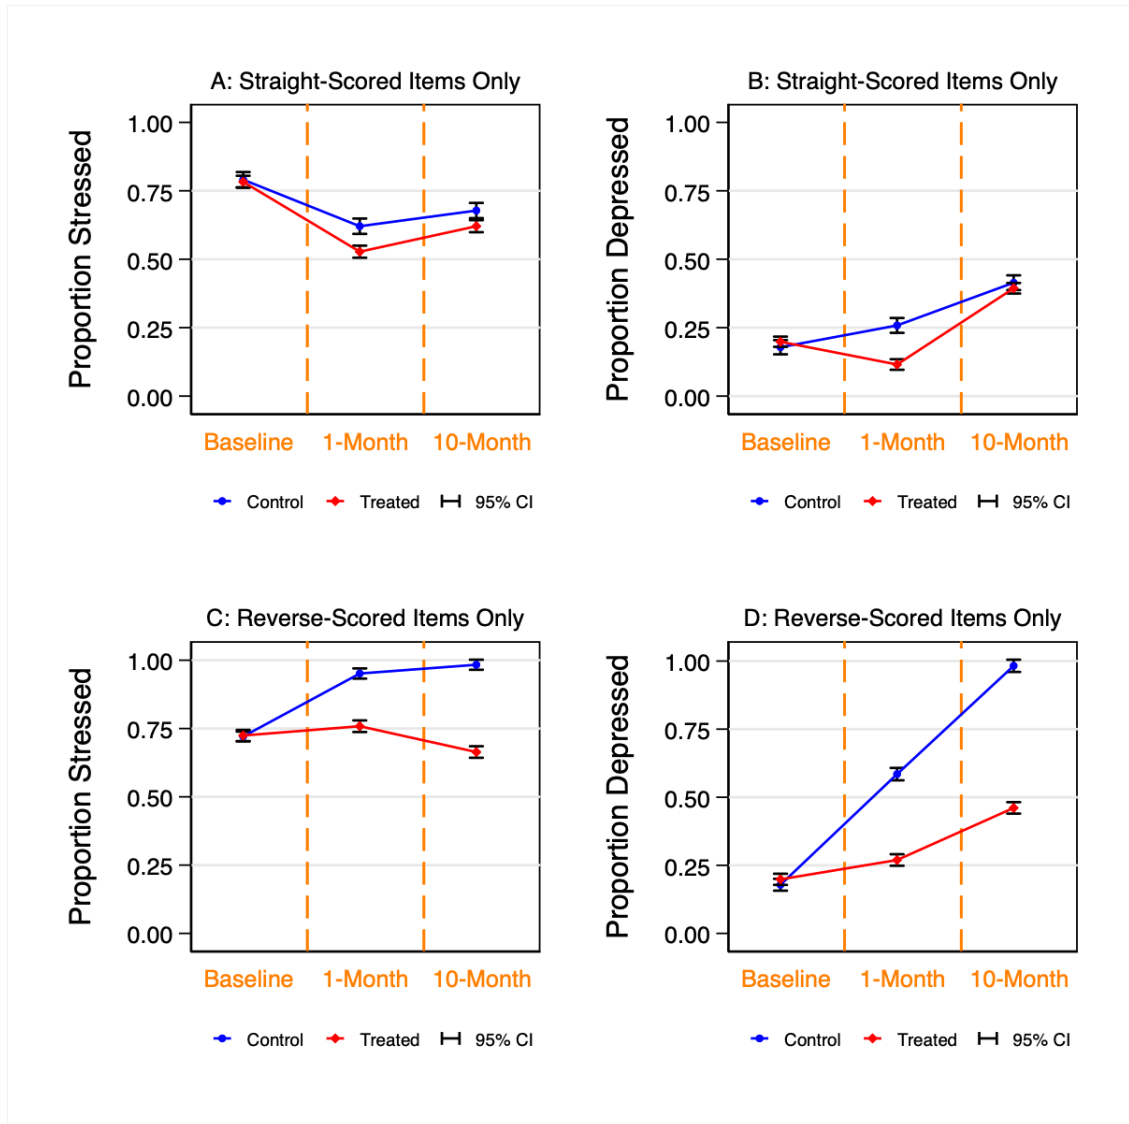 A: Straight-Scored Items Only
Proportion Stressed
1.00
0.75
0.50
0.25
0.00
Baseline 1-Month 10-Month
Control Treated 95% CI
B: Straight-Scored Items Only
Proportion Depressed
1.00
0.75
0.50
0.25
0.00
Baseline 1-Month 10-Month
Control Treated 95% CI
C: Reverse-Scored Items Only
Proportion Stressed
1.00
0.75
0.50
0.25
0.00
Baseline 1-Month 10-Month
Control Treated 95% CI
D: Reverse-Scored Items Only
Proportion Depressed
1.00
0.75
0.50
0.25
0.00
Baseline 1-Month 10-Month
Control Treated 95% CI